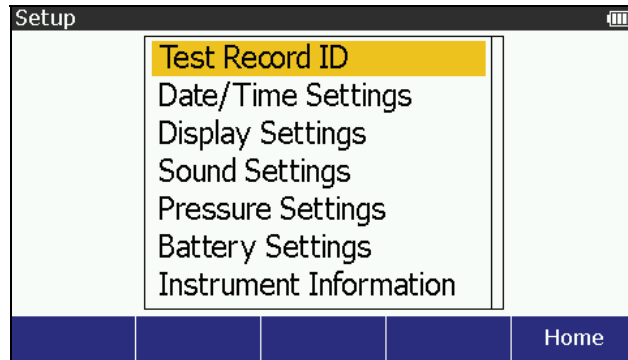 Setup
Test Record ID
Date/Time Settings
Display Settings
Sound Settings
Pressure Settings
Battery Settings
Instrument Information
Home